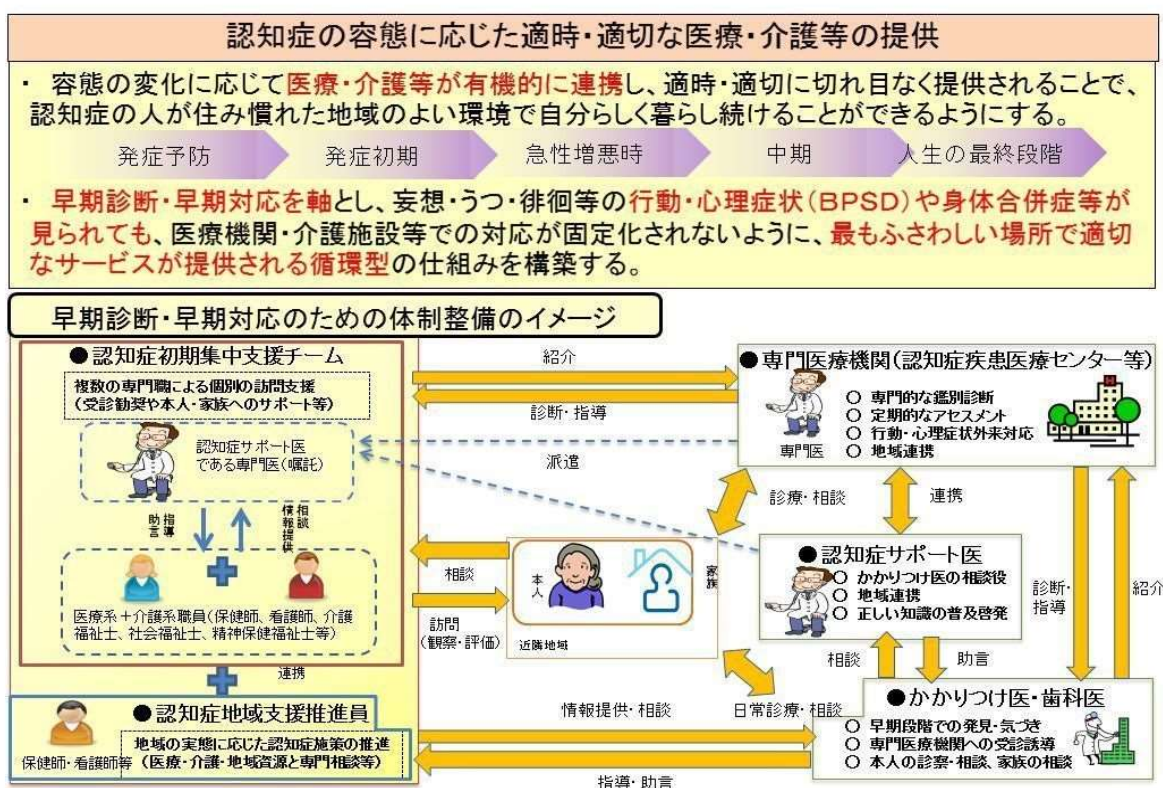 認知症の容態に応じた適時・適切な医療・介護等の提供
・ 容態の変化に応じて医療・介護等が有機的に連携し、適時・適切に切れ目なく提供されることで、
認知症の人が住み慣れた地域のよい環境で自分らしく暮らし続けることができるようにする。
発症予防
発症初期
急性増悪時
中期
人生の最終段階
・ 早期診断・早期対応を軸とし、妄想・うつ・徘徊等の行動・心理症状(BPSD)や身体合併症等が
見られても、医療機関・介護施設等での対応が固定化されないように、最もふさわしい場所で適切
なサービスが提供される循環型の仕組みを構築する。
早期診断・早期対応のための体制整備のイメージ
●認知症初期集中支援チーム
複数の専門職による個別の訪問支援
(受診勧奨や本人・家族へのサポート等)
認知症サポート医
である専門医(嘱託)
指導
助言
相談
情報提供
医療系+介護系職員(保健師、看護師、介護
福祉士、社会福祉士、精神保健福祉士等)
連携
●認知症地域支援推進員
地域の実態に応じた認知症施策の推進
(医療・介護・地域資源と専門相談等)
保健師・看護師等
紹介
診断・指導
派遣
相談
訪問
(観察・評価)
本人
家族
近隣地域
診療・相談
連携
●専門医療機関(認知症疾患医療センター等)
○ 専門的な鑑別診断
○ 定期的なアセスメント
○ 行動・心理症状外来対応
○ 地域連携
専門医
●認知症サポート医
○ かかりつけ医の相談役
○ 地域連携
○ 正しい知識の普及啓発
診断・
指導
紹介
相談
助言
日常診療・相談
情報提供・相談
指導・助言
●かかりつけ医・歯科医
○ 早期段階での発見・気づき
○ 専門医療機関への受診誘導
○ 本人の診察・相談、家族の相談